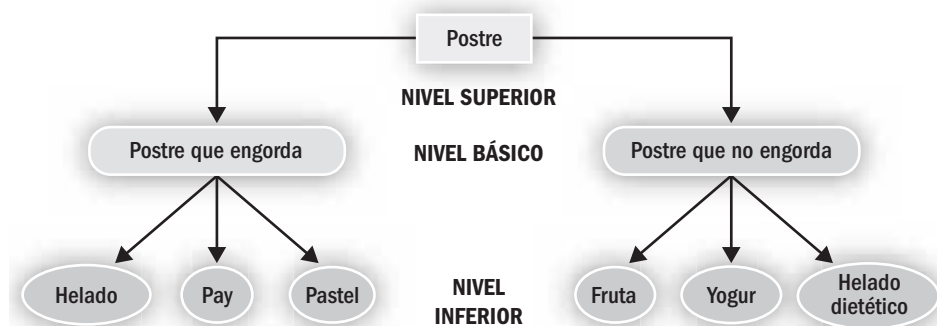 Postre
NIVEL SUPERIOR
Postre que engorda
NIVEL BÁSICO
Postre que no engorda
Helado
Pay
Pastel
NIVEL
INFERIOR
Fruta
Yogur
Helado
dietético